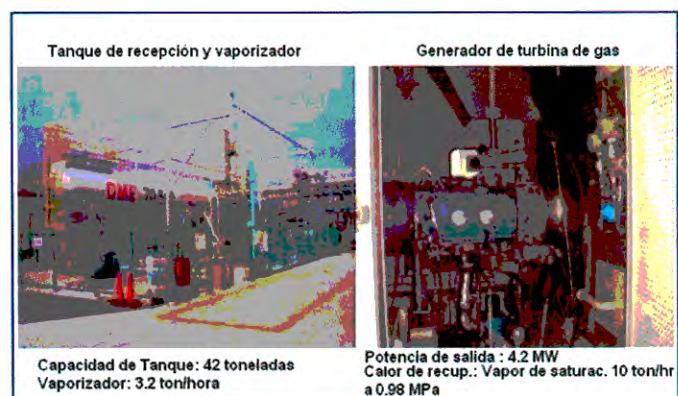 Tanque de recepción y vaporizador
Generador de turbina de gas
DME
Capacidad de Tanque: 42 toneladas
Vaporizador: 3.2 ton/hora
Potencia de salida : 4.2 MW
Calor de recup.: Vapor de saturac. 10 ton/hr
a 0.98 MPa